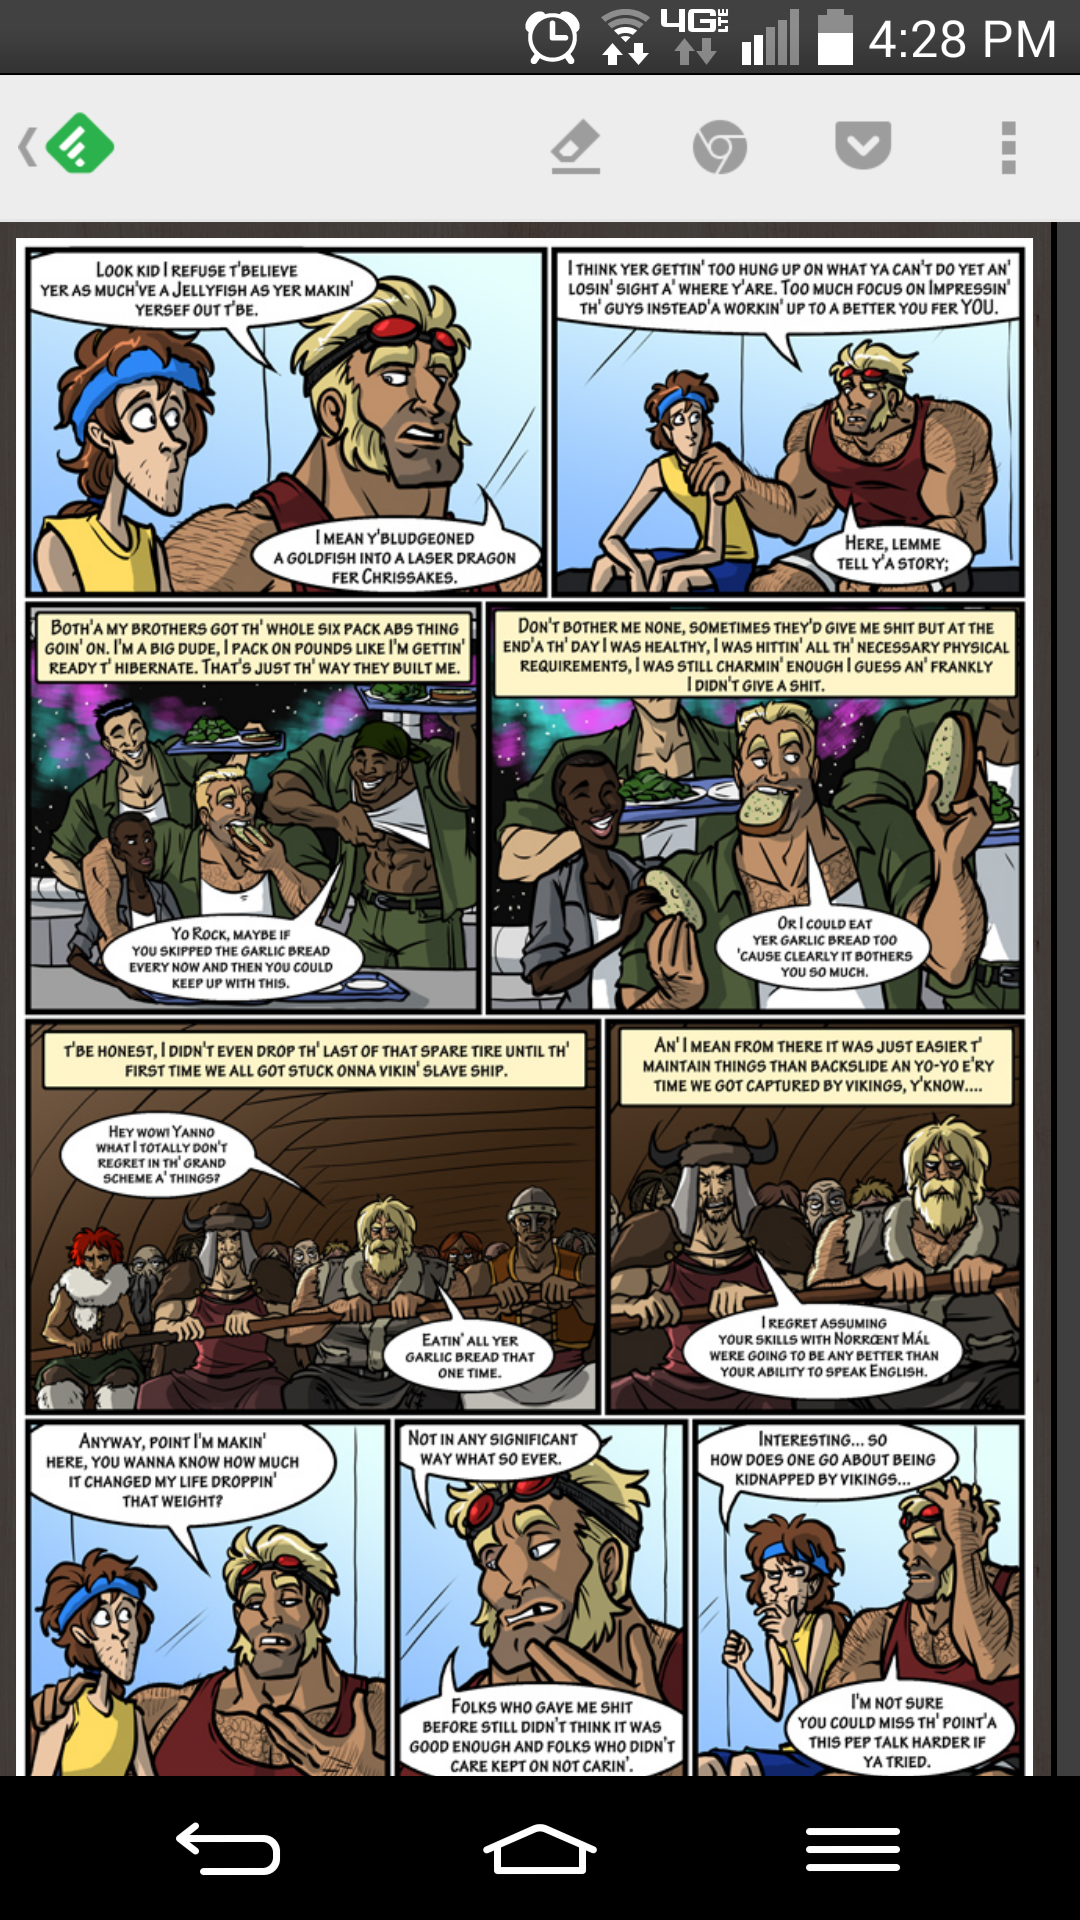 4G LTE 4:28 PM
LOOK KID I REFUSE T'BELIEVE
YER AS MUCH'VE A JELLYFISH AS YER MAKIN'
YERSEF OUT T'BE.
I MEAN Y'BLUDGEONED
A GOLDFISH INTO A LASER DRAGON
FER CHRISSAKES.
I THINK YER GETTIN' TOO HUNG UP ON WHAT YA CAN'T DO YET AN'
LOSIN' SIGHT A' WHERE Y'ARE. TOO MUCH FOCUS ON IMPRESSIN'
TH' GUYS INSTEAD'A WORKIN' UP TO A BETTER YOU FER YOU.
HERE, LEMME
TELL Y'A STORY;
BOTH'A MY BROTHERS GOT TH' WHOLE SIX PACK ABS THING
GOIN' ON. I'M A BIG DUDE, I PACK ON POUNDS LIKE I'M GETTIN'
READY T' HIBERNATE. THAT'S JUST TH' WAY THEY BUILT ME.
YO ROCK, MAYBE IF
YOU SKIPPED THE GARLIC BREAD
EVERY NOW AND THEN YOU COULD
KEEP UP WITH THIS.
DON'T BOTHER ME NONE, SOMETIMES THEY'D GIVE ME SHIT BUT AT THE
END'A TH' DAY I WAS HEALTHY, I WAS HITTIN' ALL TH' NECESSARY PHYSICAL
REQUIREMENTS, I WAS STILL CHARMIN' ENOUGH I GUESS AN' FRANKLY
I DIDN'T GIVE A SHIT.
OR I COULD EAT
YER GARLIC BREAD TOO
'CAUSE CLEARLY IT BOTHERS
YOU SO MUCH.
T'BE HONEST, I DIDN'T EVEN DROP TH' LAST OF THAT SPARE TIRE UNTIL TH'
FIRST TIME WE ALL GOT STUCK ONNA VIKIN' SLAVE SHIP.
HEY WOW! YANNO
WHAT I TOTALLY DON'T
REGRET IN TH' GRAND
SCHEME A' THINGS?
EATIN' ALL YER
GARLIC BREAD THAT
ONE TIME.
AN' I MEAN FROM THERE IT WAS JUST EASIER T'
MAINTAIN THINGS THAN BACKSLIDE AN YO-YO E'RY
TIME WE GOT CAPTURED BY VIKINGS, Y'KNOW....
I REGRET ASSUMING
YOUR SKILLS WITH NORRŒNT MÁL
WERE GOING TO BE ANY BETTER THAN
YOUR ABILITY TO SPEAK ENGLISH.
ANYWAY, POINT I'M MAKIN'
HERE, YOU WANNA KNOW HOW MUCH
IT CHANGED MY LIFE DROPPIN'
THAT WEIGHT?
NOT IN ANY SIGNIFICANT
WAY WHAT SO EVER.
FOLKS WHO GAVE ME SHIT
BEFORE STILL DIDN'T THINK IT WAS
GOOD ENOUGH AND FOLKS WHO DIDN'T
CARE KEPT ON NOT CARIN'.
INTERESTING... SO
HOW DOES ONE GO ABOUT BEING
KIDNAPPED BY VIKINGS...
I'M NOT SURE
YOU COULD MISS TH' POINT'A
THIS PEP TALK HARDER IF
YA TRIED.